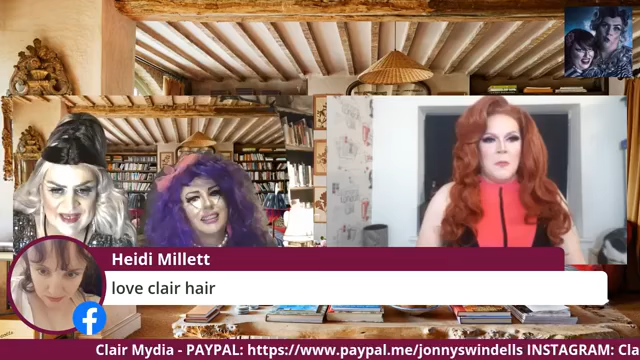 Heidi Millett
love clair hair
Clair Mydia - PAYPAL: https://www.paypal.me/jonnyswindells INSTAGRAM: Cla